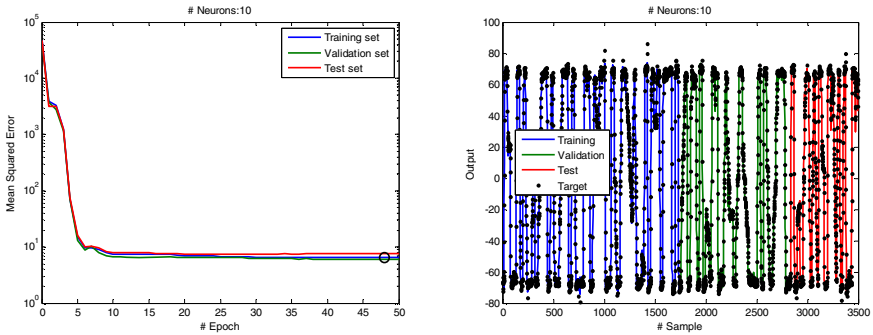 # Neurons:10
Mean Squared Error
10^5
10^4
10^3
10^2
10^1
10^0
Training set
Validation set
Test set
0 5 10 15 20 25 30 35 40 45 50
# Epoch
# Neurons:10
Output
100
80
60
40
20
0
-20
-40
-60
-80
Training
Validation
Test
Target
0 500 1000 1500 2000 2500 3000 3500
# Sample